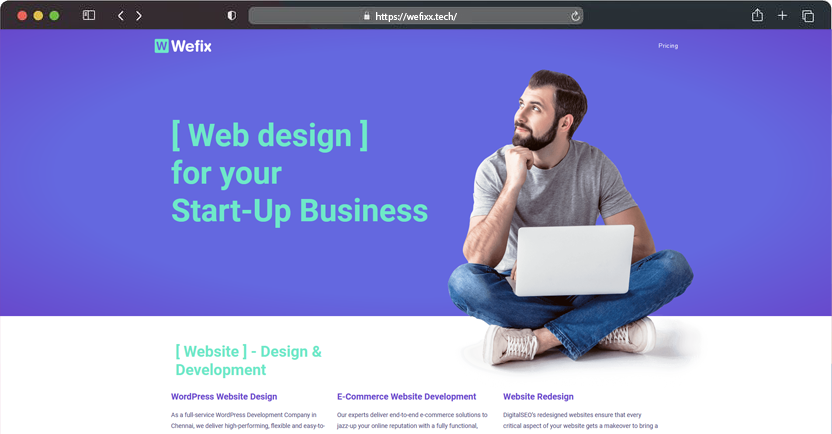 https://wefixx.tech/
W Wefix
Pricing
[ Web design ]
for your
Start-Up Business
[ Website ] - Design &
Development
WordPress Website Design
As a full-service WordPress Development Company in
Chennai, we deliver high-performing, flexible and easy-to-
E-Commerce Website Development
Our experts deliver end-to-end e-commerce solutions to
jazz-up your online reputation with a fully functional,
Website Redesign
DigitalSEO's redesigned websites ensure that every
critical aspect of your website gets a makeover to bring a